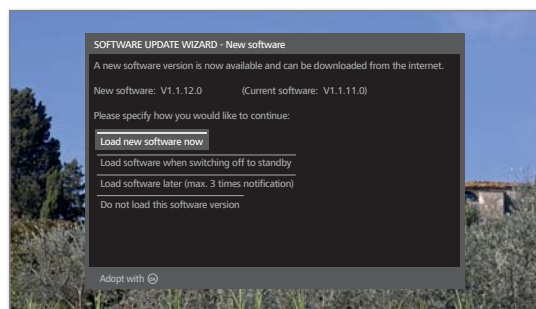 SOFTWARE UPDATE WIZARD - New software
A new software version is now available and can be downloaded from the internet.
New software: V1.1.12.0 (Current software: V1.1.11.0)
Please specify how you would like to continue:
Load new software now
Load software when switching off to standby
Load software later (max. 3 times notification)
Do not load this software version
Adopt with OK